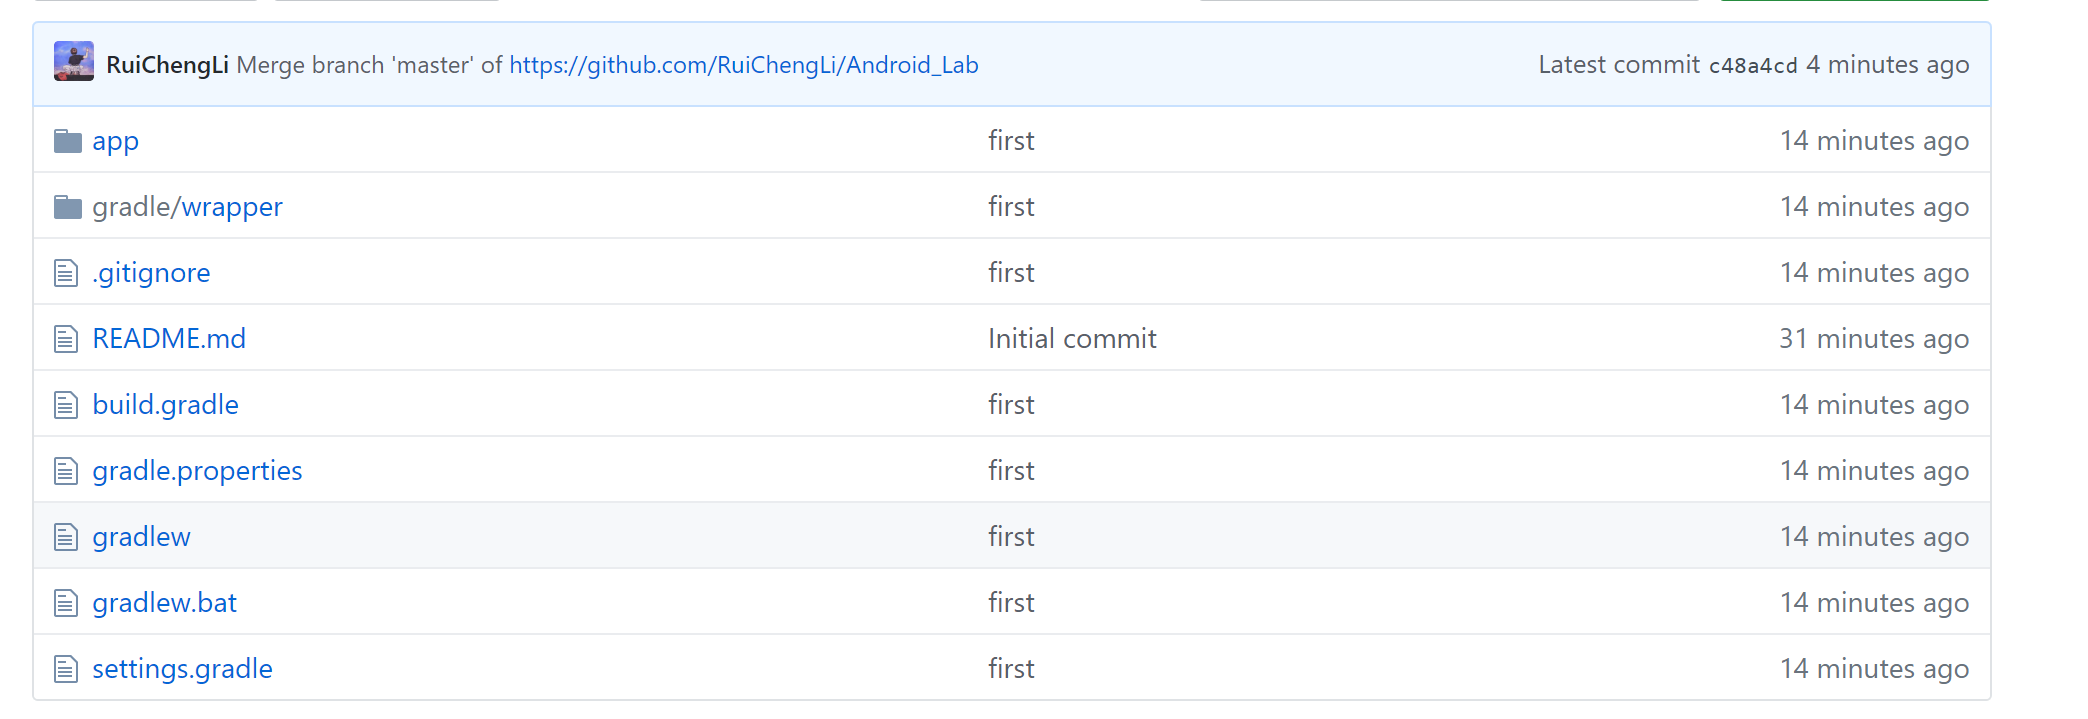 RuiChengLi Merge branch 'master' of https://github.com/RuiChengLi/Android_Lab Latest commit c48a4cd 4 minutes ago
app first 14 minutes ago
gradle/wrapper first 14 minutes ago
.gitignore first 14 minutes ago
README.md Initial commit 31 minutes ago
build.gradle first 14 minutes ago
gradle.properties first 14 minutes ago
gradlew first 14 minutes ago
gradlew.bat first 14 minutes ago
settings.gradle first 14 minutes ago